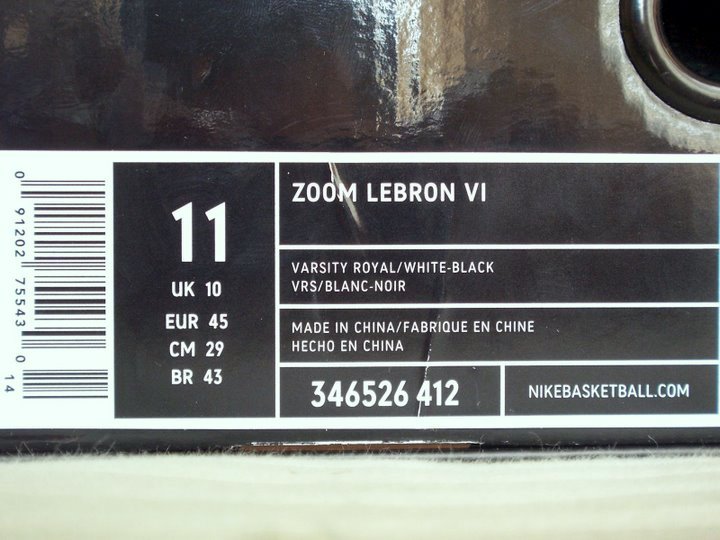 0 91202 75543 0 14
11
UK 10
EUR 45
CM 29
BR 43
ZOOM LEBRON VI
VARSITY ROYAL/WHITE-BLACK
VRS/BLANC-NOIR
MADE IN CHINA/FABRIQUE EN CHINE
HECHO EN CHINA
346526 412
NIKEBASKETBALL.COM